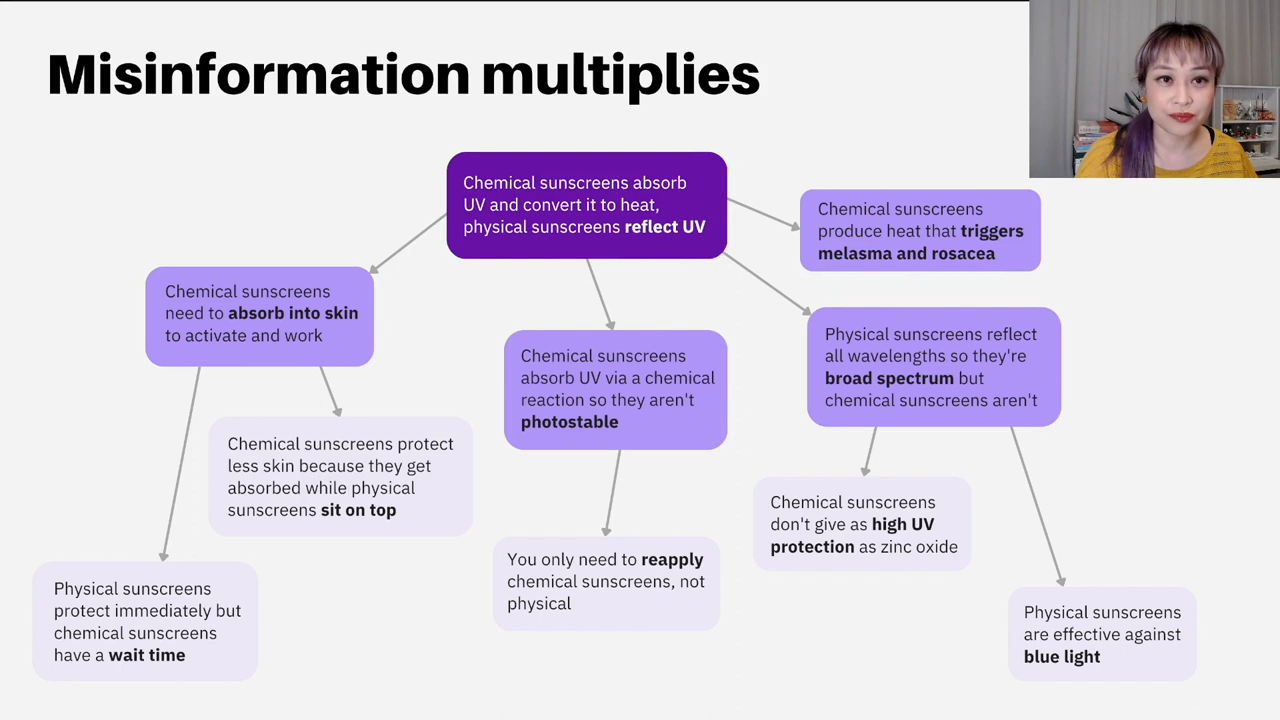 Misinformation multiplies
Chemical sunscreens absorb
UV and convert it to heat,
physical sunscreens reflect UV
Chemical sunscreens
produce heat that triggers
melasma and rosacea
Chemical sunscreens
need to absorb into skin
to activate and work
Chemical sunscreens
absorb UV via a chemical
reaction so they aren't
photostable
Physical sunscreens reflect
all wavelengths so they're
broad spectrum but
chemical sunscreens aren't
Chemical sunscreens protect
less skin because they get
absorbed while physical
sunscreens sit on top
Chemical sunscreens
don't give as high UV
protection as zinc oxide
You only need to reapply
chemical sunscreens, not
physical
Physical sunscreens
protect immediately but
chemical sunscreens
have a wait time
Physical sunscreens
are effective against
blue light